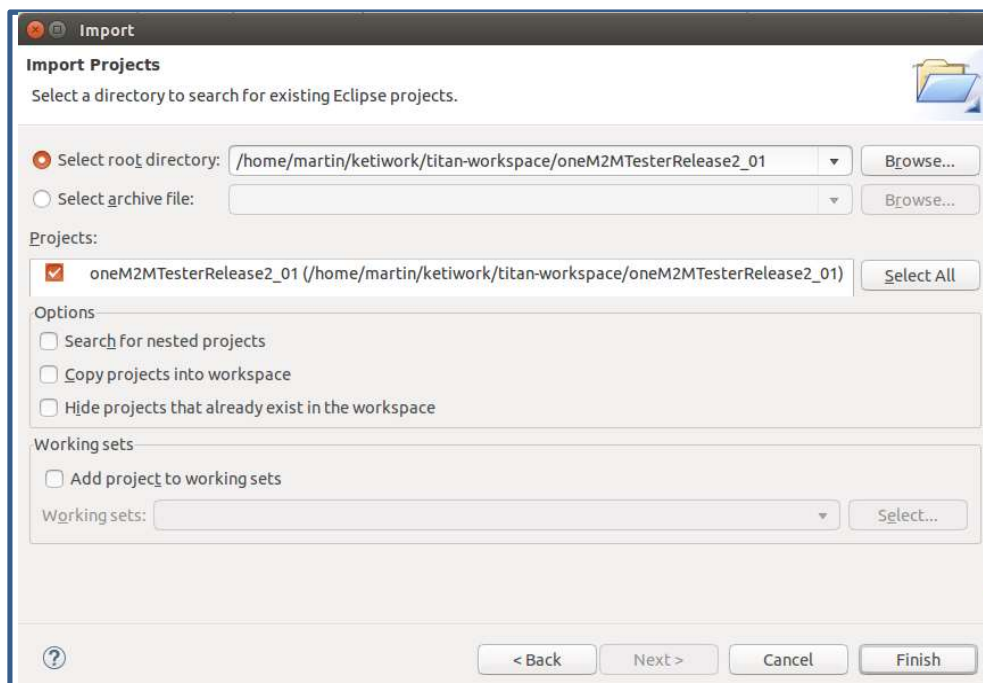 Import
Import Projects
Select a directory to search for existing Eclipse projects.
Select root directory: /home/martin/ketiwork/titan-workspace/oneM2MTesterRelease2_01 Browse...
Select archive file: Browse...
Projects:
oneM2MTesterRelease2_01 (/home/martin/ketiwork/titan-workspace/oneM2MTesterRelease2_01) Select All
Options
Search for nested projects
Copy projects into workspace
Hide projects that already exist in the workspace
Working sets
Add project to working sets
Working sets: Select...
? < Back Next > Cancel Finish